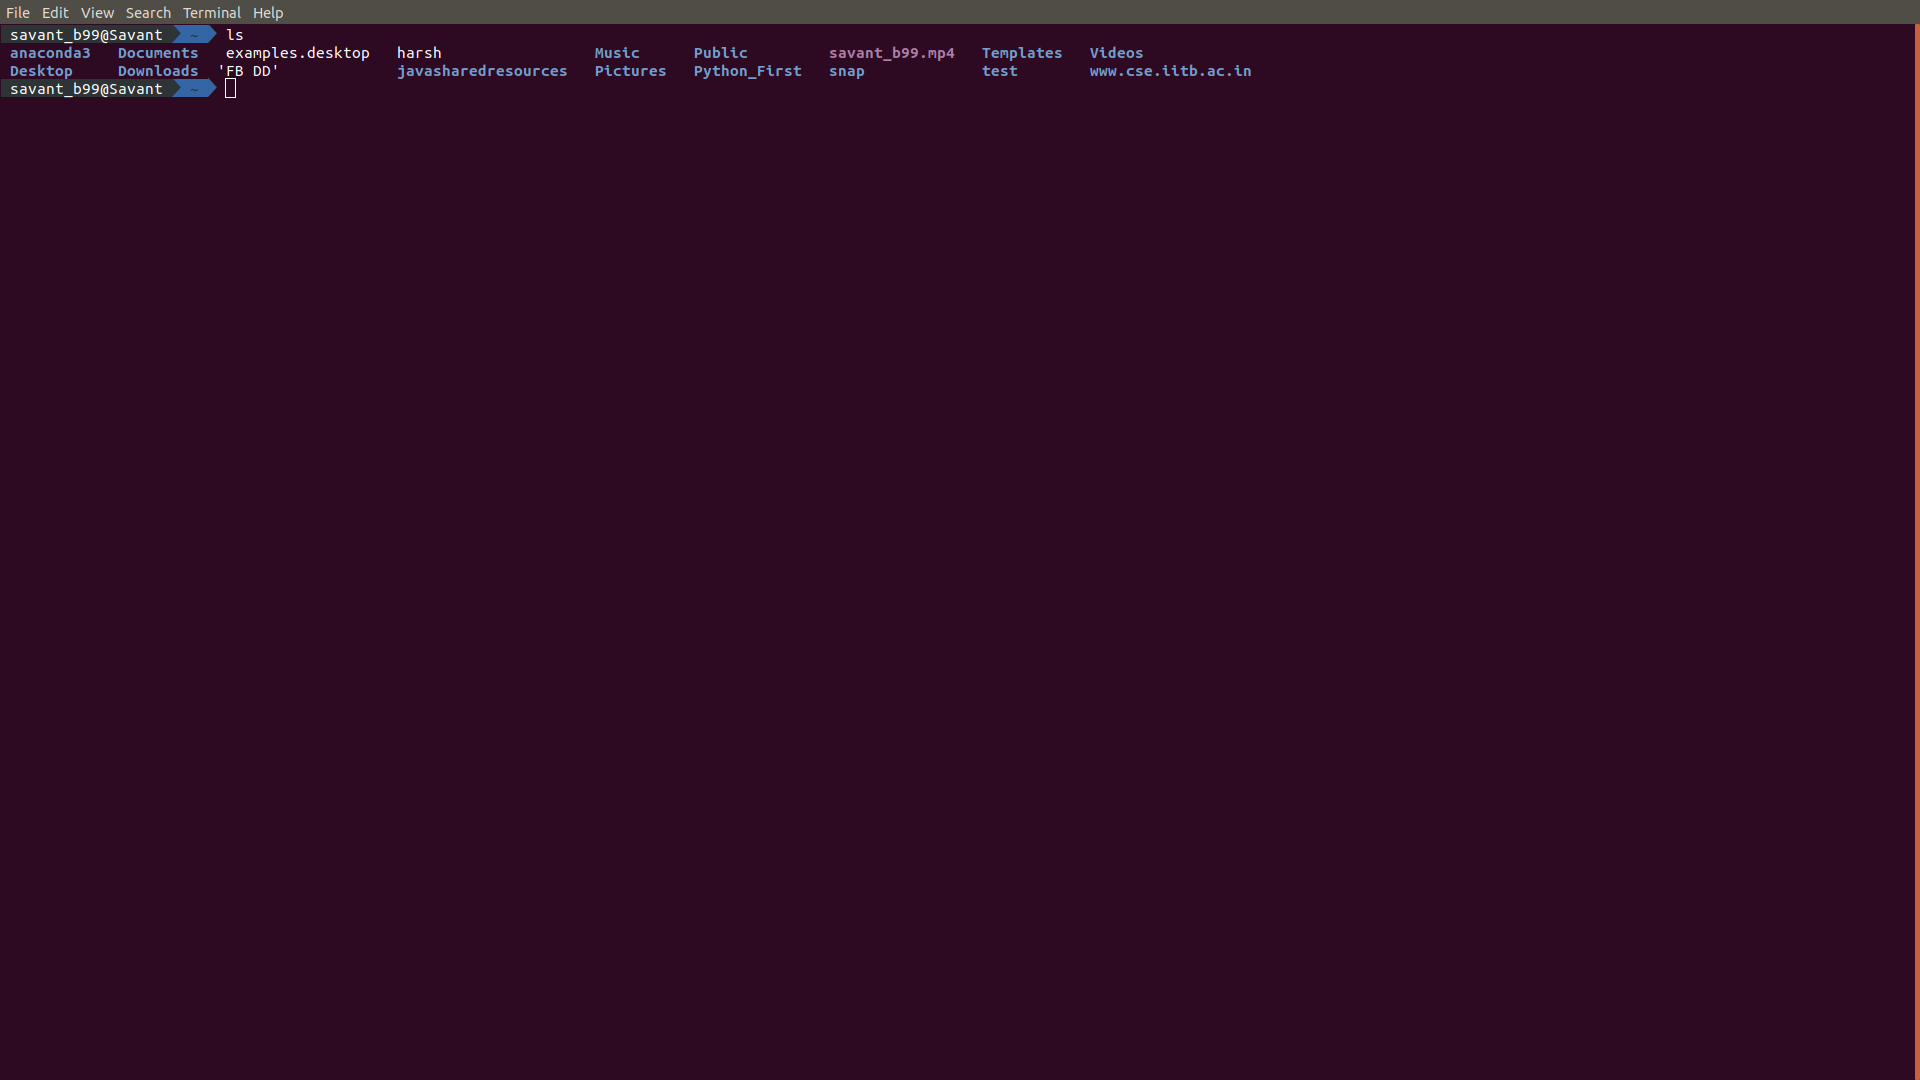 File Edit View Search Terminal Help
savant_b99@Savant ~ ls
anaconda3 Documents examples.desktop harsh Music Public savant_b99.mp4 Templates Videos
Desktop Downloads 'FB DD' javasharedresources Pictures Python_First snap test www.cse.iitb.ac.in
savant_b99@Savant ~